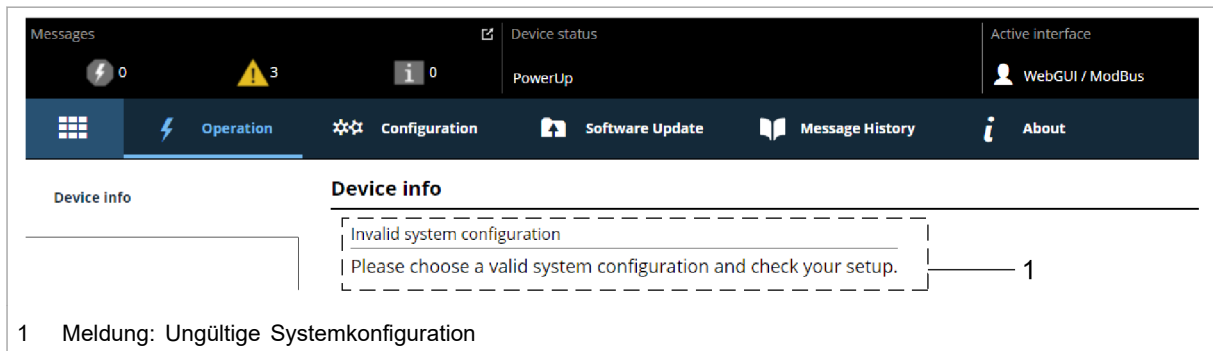 Messages
Device status
Active interface
0
3
0
PowerUp
WebGUI / ModBus
Operation
Configuration
Software Update
Message History
i About
Device info
Device info
Invalid system configuration
Please choose a valid system configuration and check your setup.
1
1 Meldung: Ungültige Systemkonfiguration